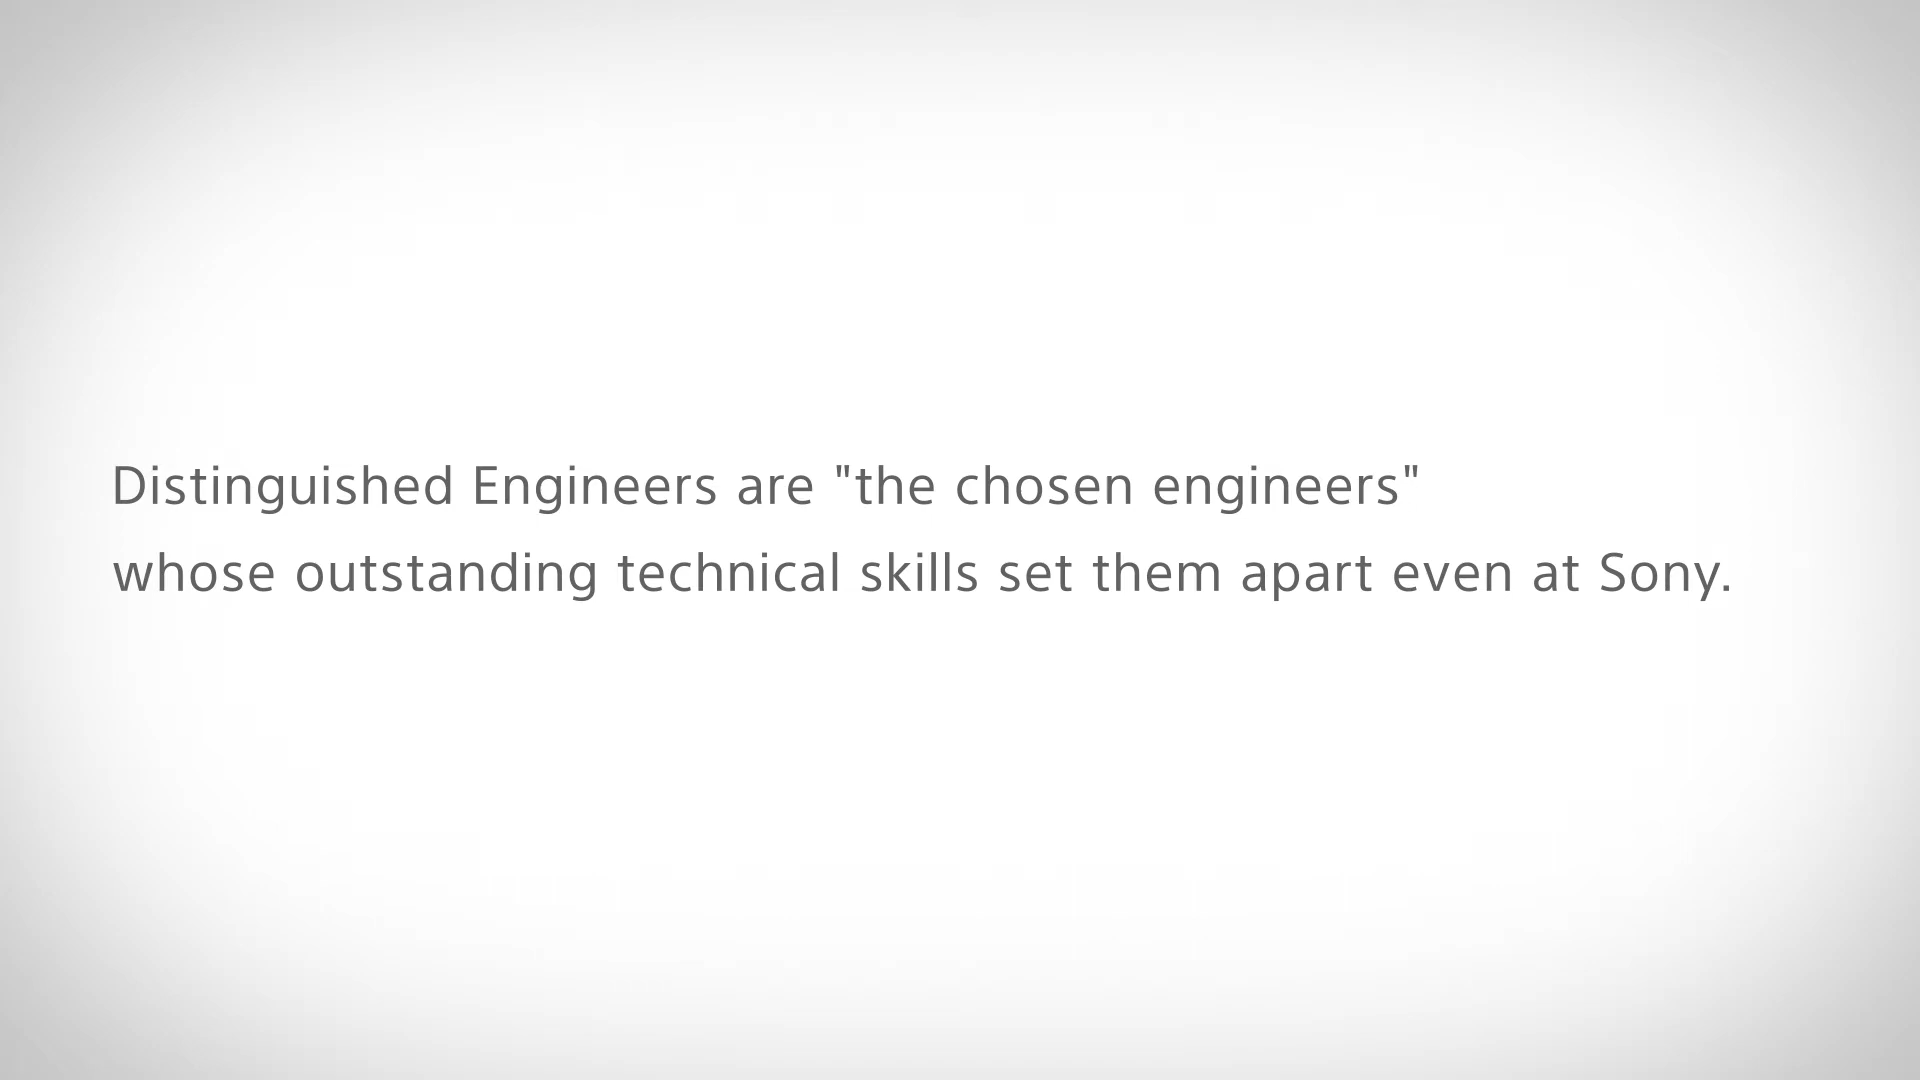 Distinguished Engineers are "the chosen engineers"
whose outstanding technical skills set them apart even at Sony.